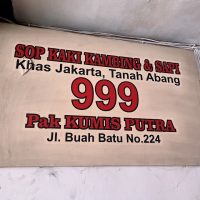 SOP KAKI KAMBING & SAPI
Khas Jakarta, Tanah Abang
999
Pak KUMIS PUTRA
Jl. Buah Batu No.224